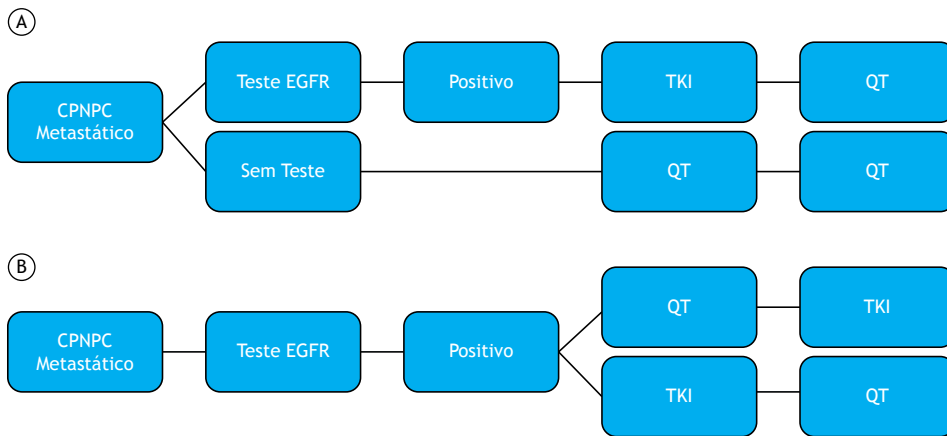 A
Teste EGFR
Positivo
TKI
QT
CPNPC
Metastático
Sem Teste
QT
QT
B
QT
TKI
CPNPC
Metastático
Teste EGFR
Positivo
TKI
QT